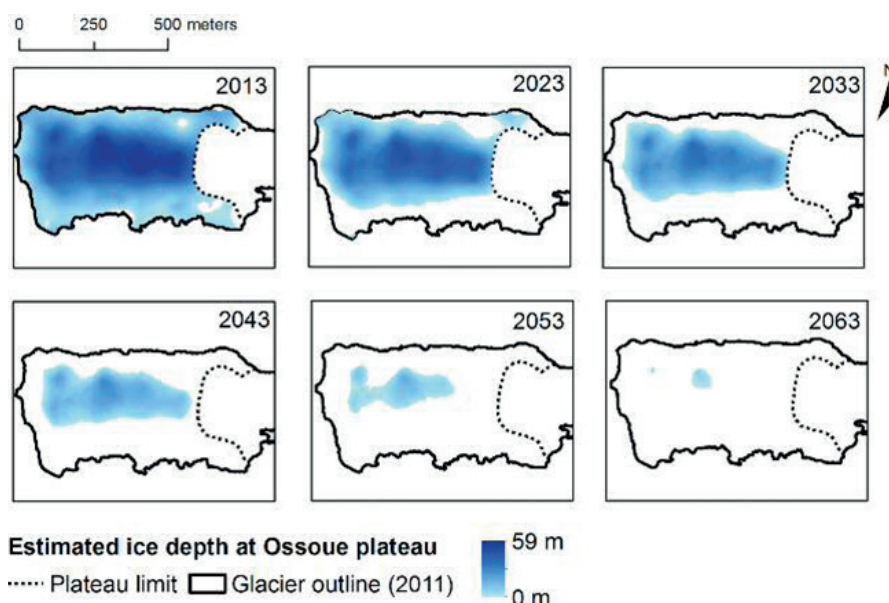 0 250 500 meters
2013
2023
2033
N
2043
2053
2063
Estimated ice depth at Ossoue plateau
59 m
0 m
Plateau limit
Glacier outline (2011)